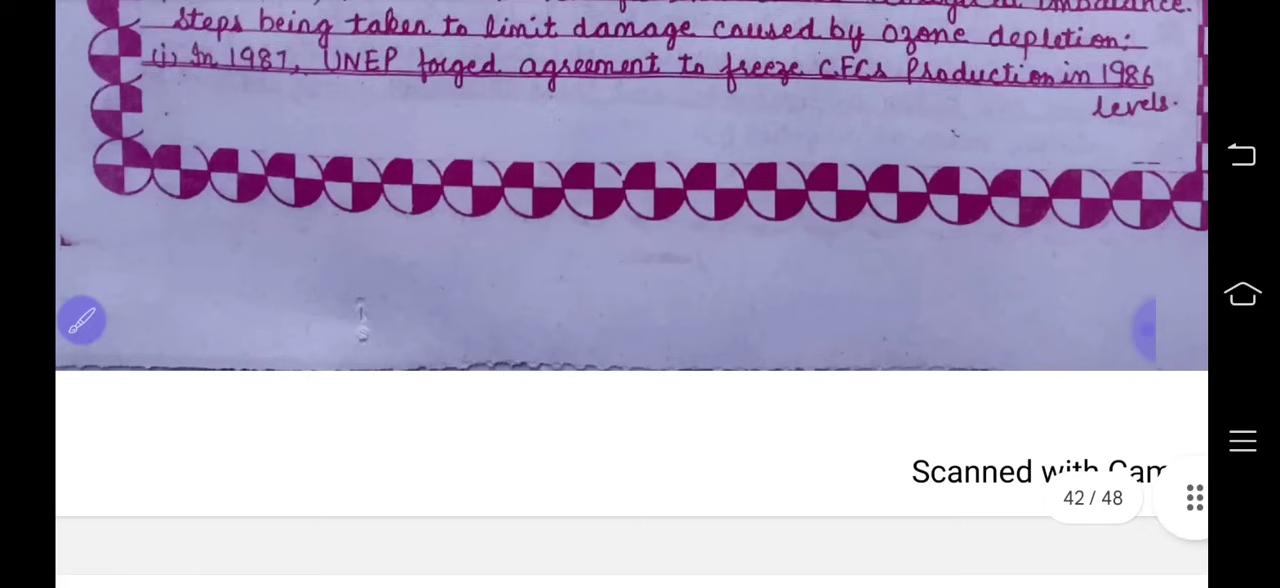 imbalance.
Steps being taken to limit damage caused by ozone depletion:-
(i) In 1987, UNEP forged agreement to freeze CFCs Production in 1986
levels.
Scanned with Cam
42 / 48